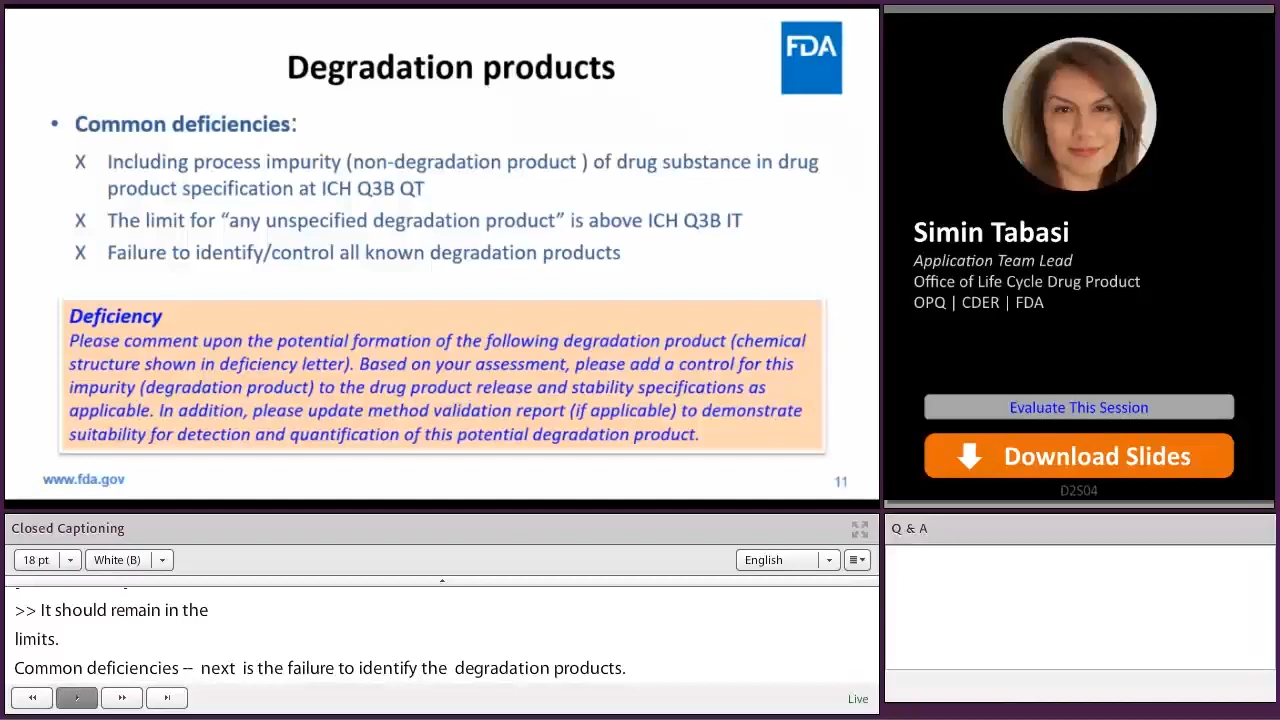 Degradation products
FDA
• Common deficiencies:
X Including process impurity (non-degradation product ) of drug substance in drug
product specification at ICH Q3B QT
X The limit for “any unspecified degradation product” is above ICH Q3B IT
X Failure to identify/control all known degradation products
Deficiency
Please comment upon the potential formation of the following degradation product (chemical
structure shown in deficiency letter). Based on your assessment, please add a control for this
impurity (degradation product) to the drug product release and stability specifications as
applicable. In addition, please update method validation report (if applicable) to demonstrate
suitability for detection and quantification of this potential degradation product.
www.fda.gov
11
Simin Tabasi
Application Team Lead
Office of Life Cycle Drug Product
OPQ | CDER | FDA
Evaluate This Session
Download Slides
D2S04
Closed Captioning
18 pt
White (B)
English
>> It should remain in the
limits.
Common deficiencies -- next is the failure to identify the degradation products.
Live
Q & A